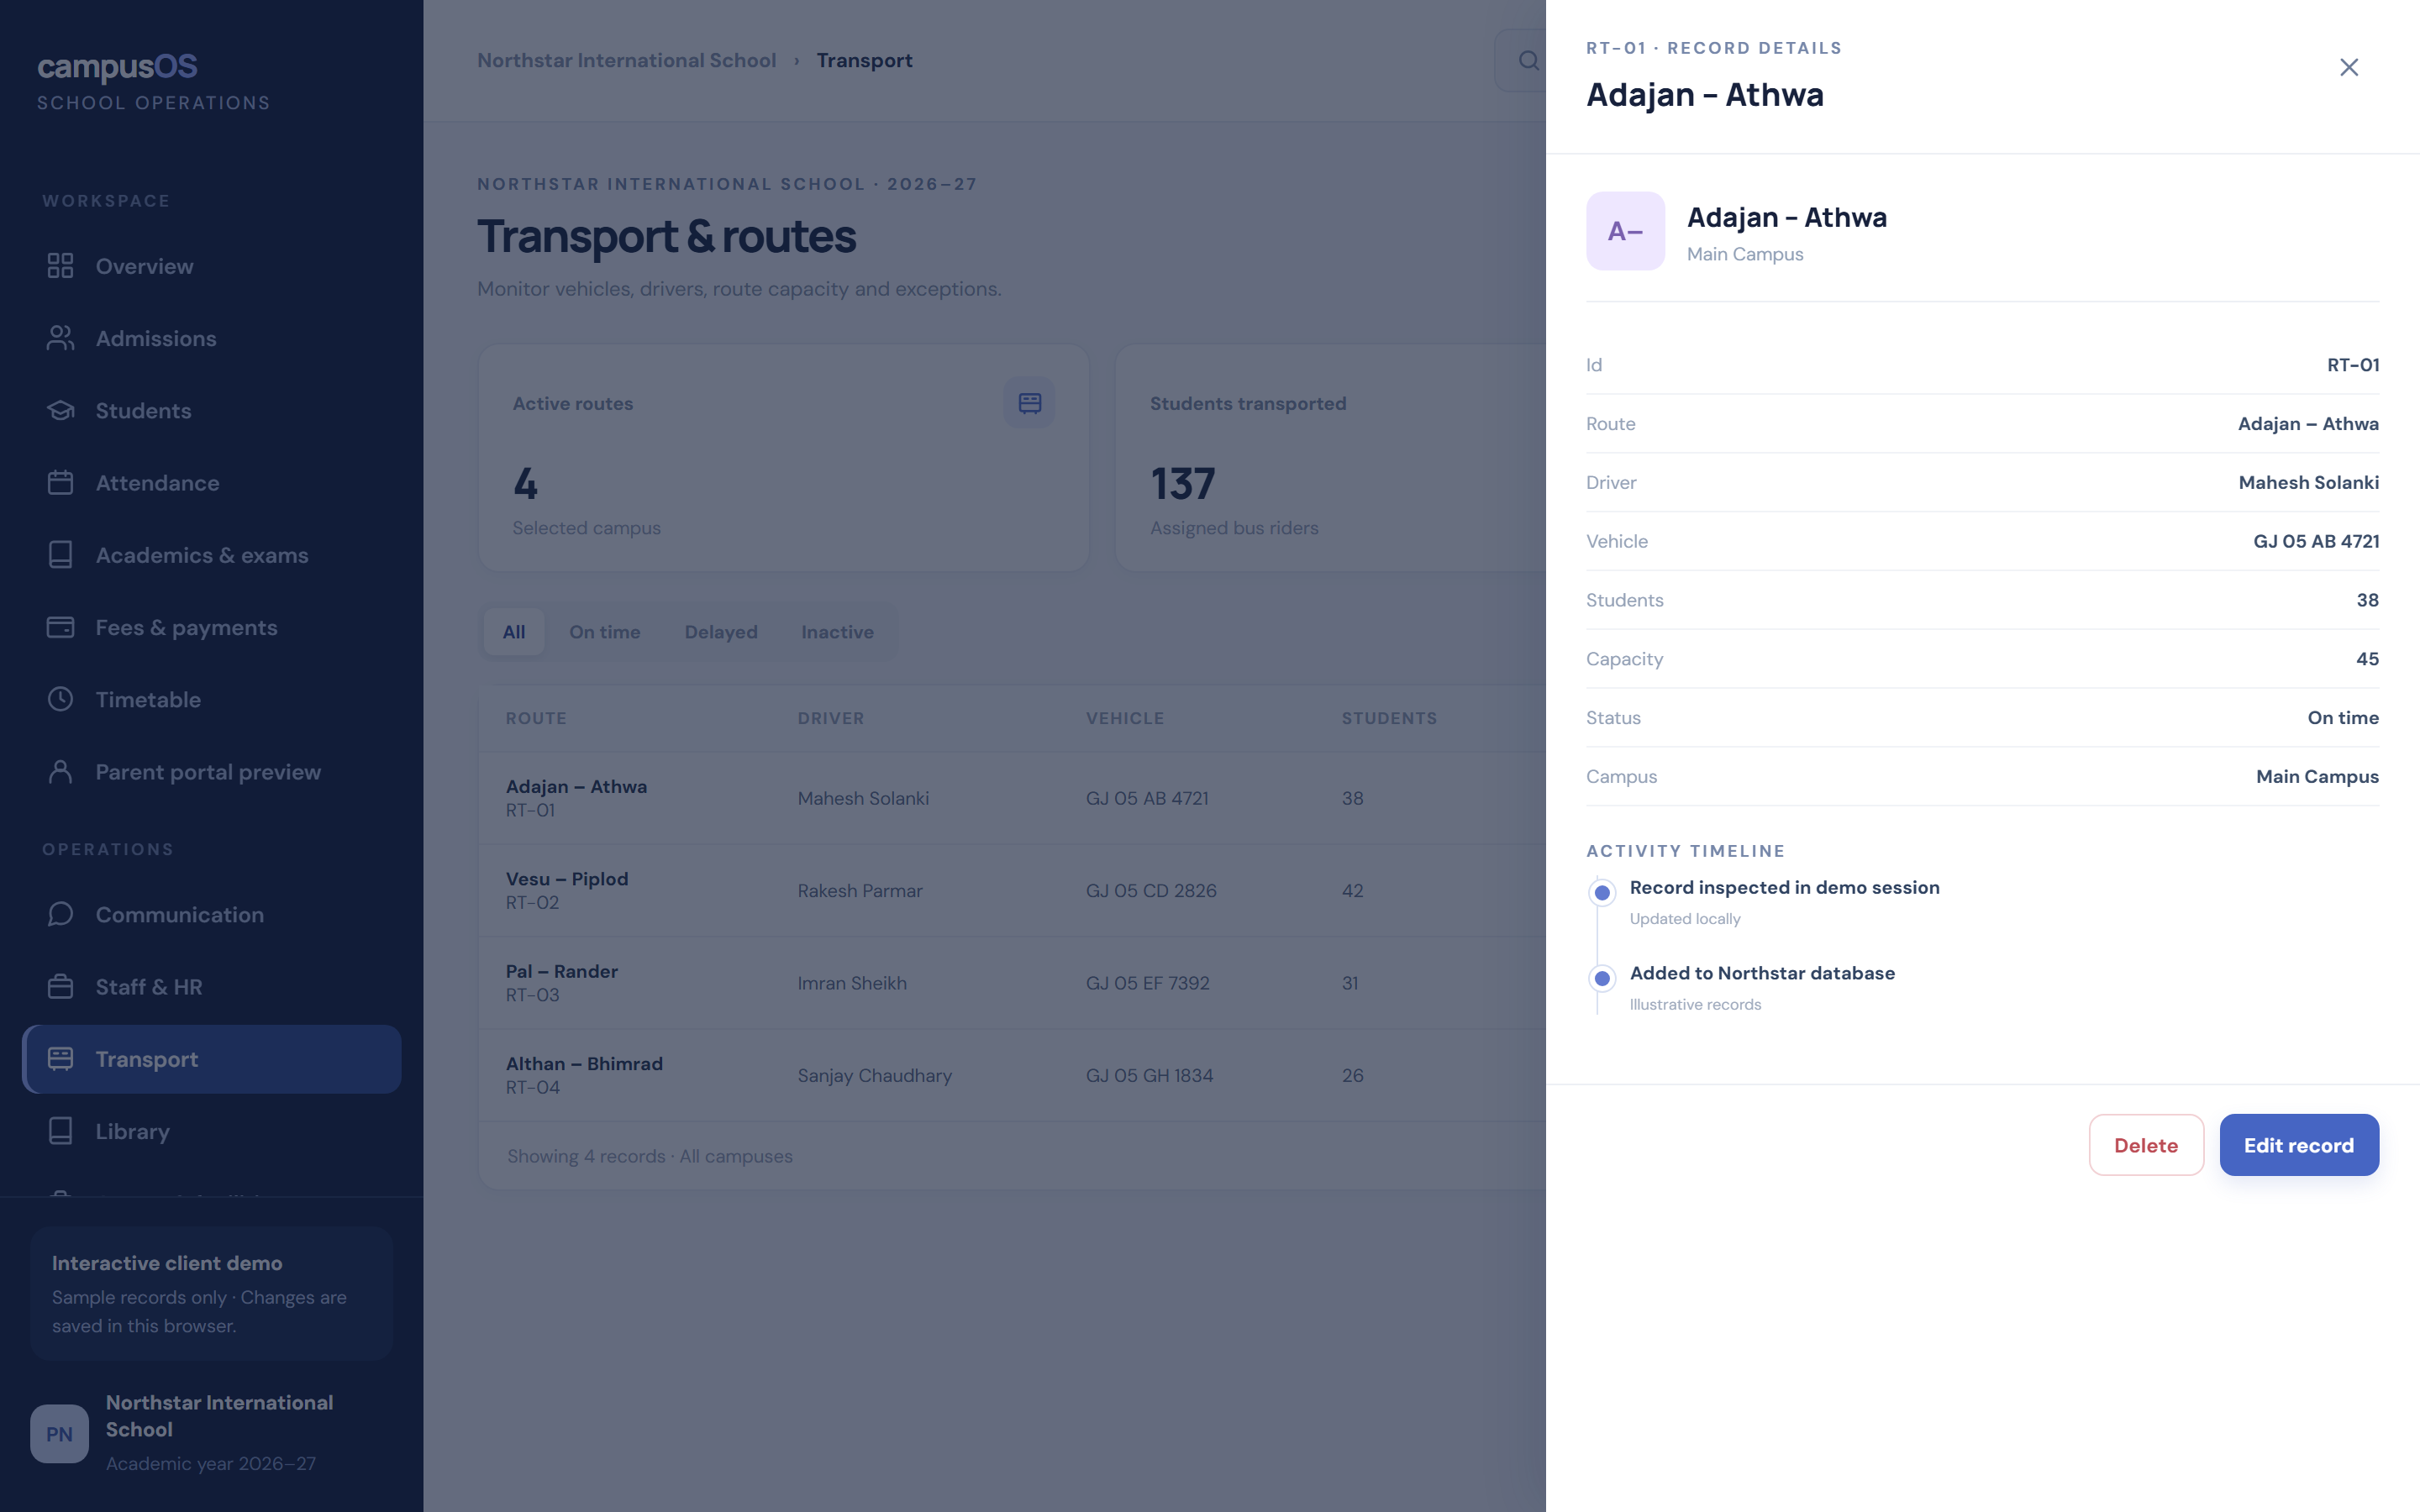 campusOS
SCHOOL OPERATIONS
WORKSPACE
Overview
Admissions
Students
Attendance
Academics & exams
Fees & payments
Timetable
Parent portal preview
OPERATIONS
Communication
Staff & HR
Transport
Library
Interactive client demo
Sample records only · Changes are
saved in this browser.
PN
Northstar International
School
Academic year 2026–27
Northstar International School › Transport
NORTHSTAR INTERNATIONAL SCHOOL · 2026–27
Transport & routes
Monitor vehicles, drivers, route capacity and exceptions.
Active routes
4
Selected campus
Students transported
137
Assigned bus riders
All On time Delayed Inactive
ROUTE DRIVER VEHICLE STUDENTS
Adajan – Athwa
RT-01
Mahesh Solanki GJ 05 AB 4721 38
Vesu – Piplod
RT-02
Rakesh Parmar GJ 05 CD 2826 42
Pal – Rander
RT-03
Imran Sheikh GJ 05 EF 7392 31
Althan – Bhimrad
RT-04
Sanjay Chaudhary GJ 05 GH 1834 26
Showing 4 records · All campuses
RT-01 · RECORD DETAILS
Adajan – Athwa
A–
Adajan – Athwa
Main Campus
Id RT-01
Route Adajan – Athwa
Driver Mahesh Solanki
Vehicle GJ 05 AB 4721
Students 38
Capacity 45
Status On time
Campus Main Campus
ACTIVITY TIMELINE
Record inspected in demo session
Updated locally
Added to Northstar database
Illustrative records
Delete
Edit record